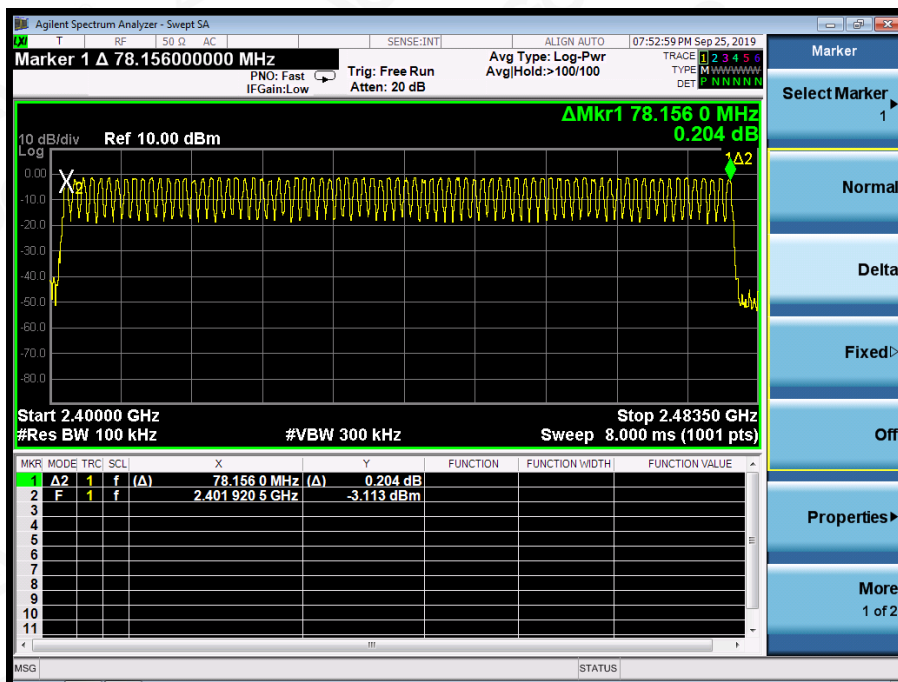 Agilent Spectrum Analyzer - Swept SA
LXI T RF 50 Ω AC SENSE:INT ALIGN AUTO 07:52:59 PM Sep 25, 2019
Marker 1 Δ 78.156000000 MHz
PNO: Fast
IFGain:Low
Trig: Free Run
Atten: 20 dB
Avg Type: Log-Pwr
Avg|Hold:>100/100
TRACE 1 2 3 4 5 6
TYPE M W W W W W
DET P N N N N N
ΔMkr1 78.156 0 MHz
0.204 dB
10 dB/div Ref 10.00 dBm
Log
1Δ2
0.00
2
-10.0
-20.0
-30.0
-40.0
-50.0
-60.0
-70.0
-80.0
Start 2.40000 GHz Stop 2.48350 GHz
#Res BW 100 kHz #VBW 300 kHz Sweep 8.000 ms (1001 pts)
MKR MODE TRC SCL X Y FUNCTION FUNCTION WIDTH FUNCTION VALUE
1 Δ2 1 f (Δ) 78.156 0 MHz (Δ) 0.204 dB
2 F 1 f 2.401 920 5 GHz -3.113 dBm
3
4
5
6
7
8
9
10
11
MSG STATUS
Marker
Select Marker
1
Normal
Delta
Fixed
Off
Properties
More
1 of 2